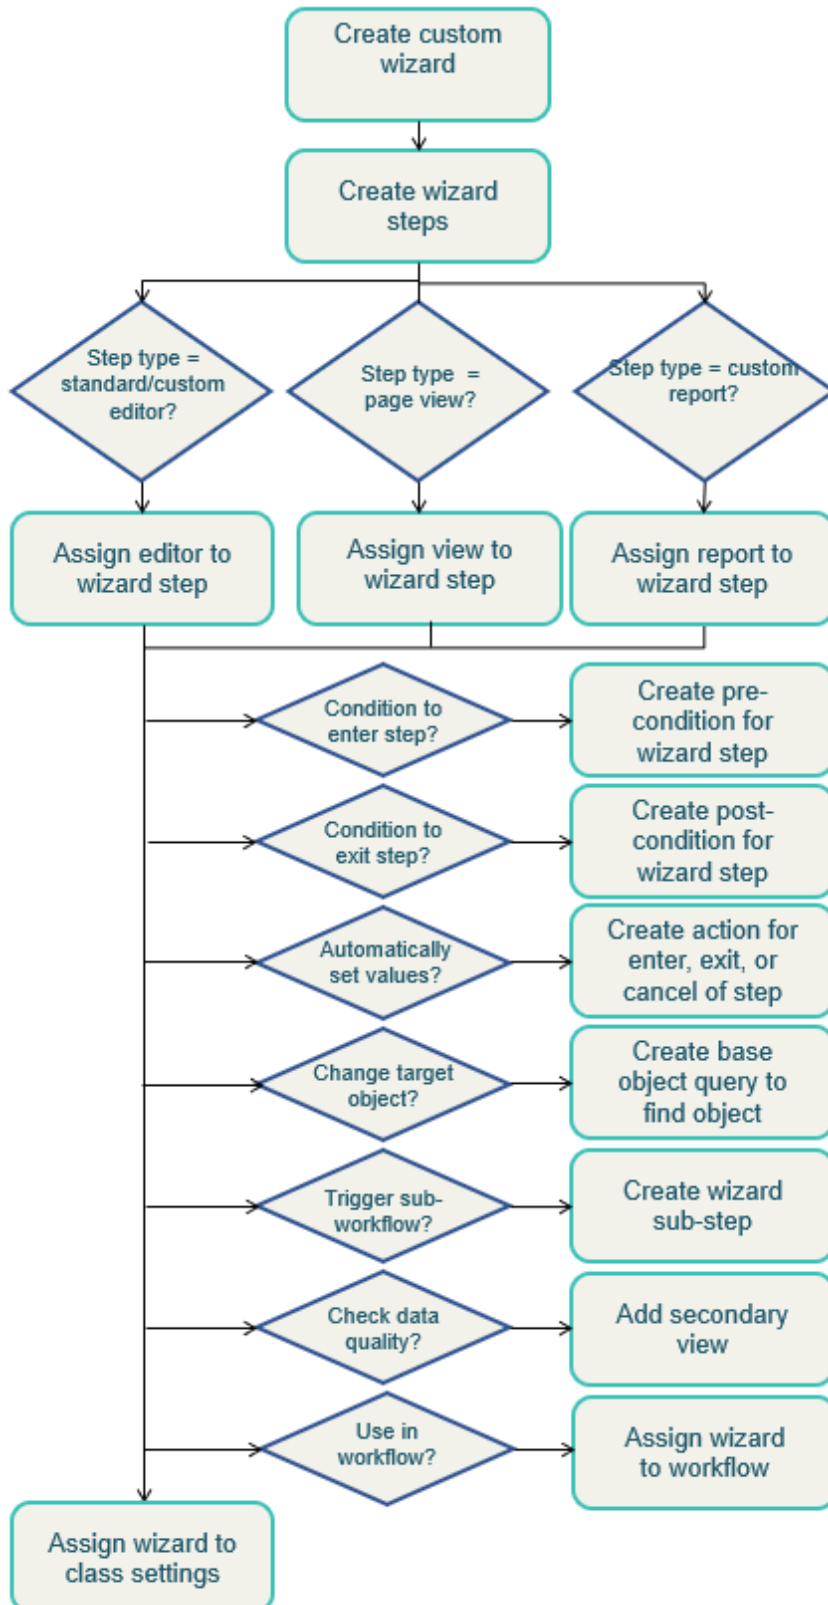 Create custom
wizard
Create wizard
steps
Step type =
standard/custom
editor?
Step type =
page view?
Step type = custom
report?
Assign editor to
wizard step
Assign view to
wizard step
Assign report to
wizard step
Condition to
enter step?
Create pre-
condition for
wizard step
Condition to
exit step?
Create post-
condition for
wizard step
Automatically
set values?
Create action for
enter, exit, or
cancel of step
Change target
object?
Create base
object query to
find object
Trigger sub-
workflow?
Create wizard
sub-step
Check data
quality?
Add secondary
view
Use in
workflow?
Assign wizard
to workflow
Assign wizard to
class settings